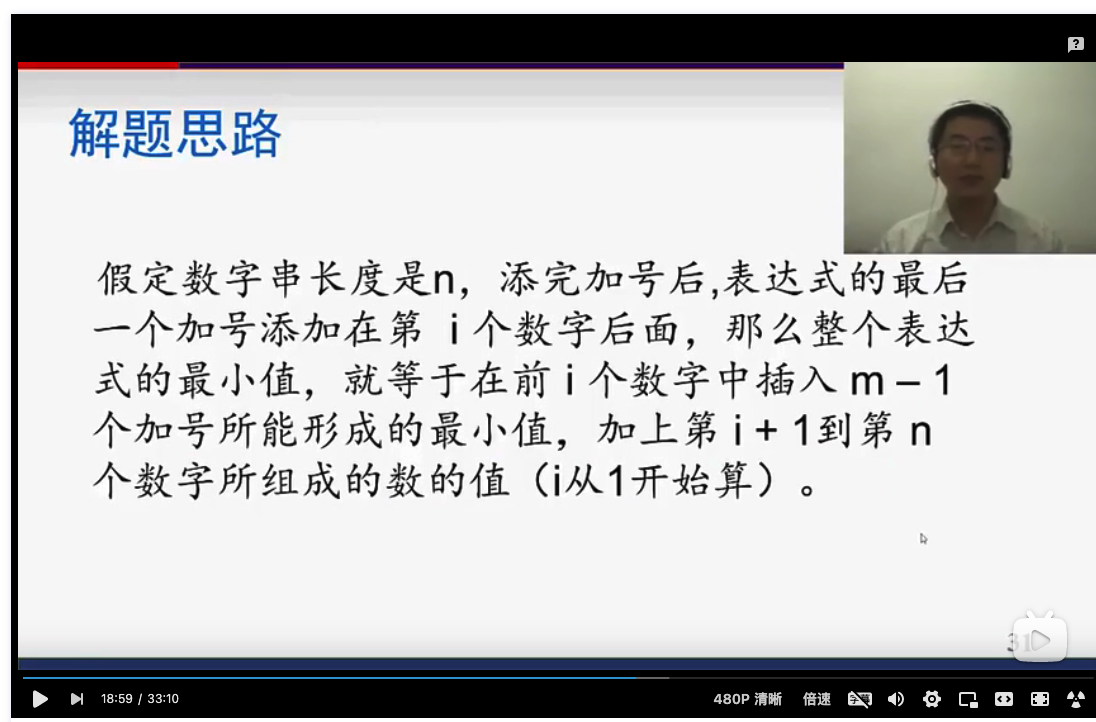 ?
解题思路
假定数字串长度是n，添完加号后,表达式的最后
一个加号添加在第 i 个数字后面，那么整个表达
式的最小值，就等于在前 i 个数字中插入 m – 1
个加号所能形成的最小值，加上第 i + 1到第 n
个数字所组成的数的值（i从1开始算）。
31
18:59 / 33:10
480P 清晰
倍速
字幕